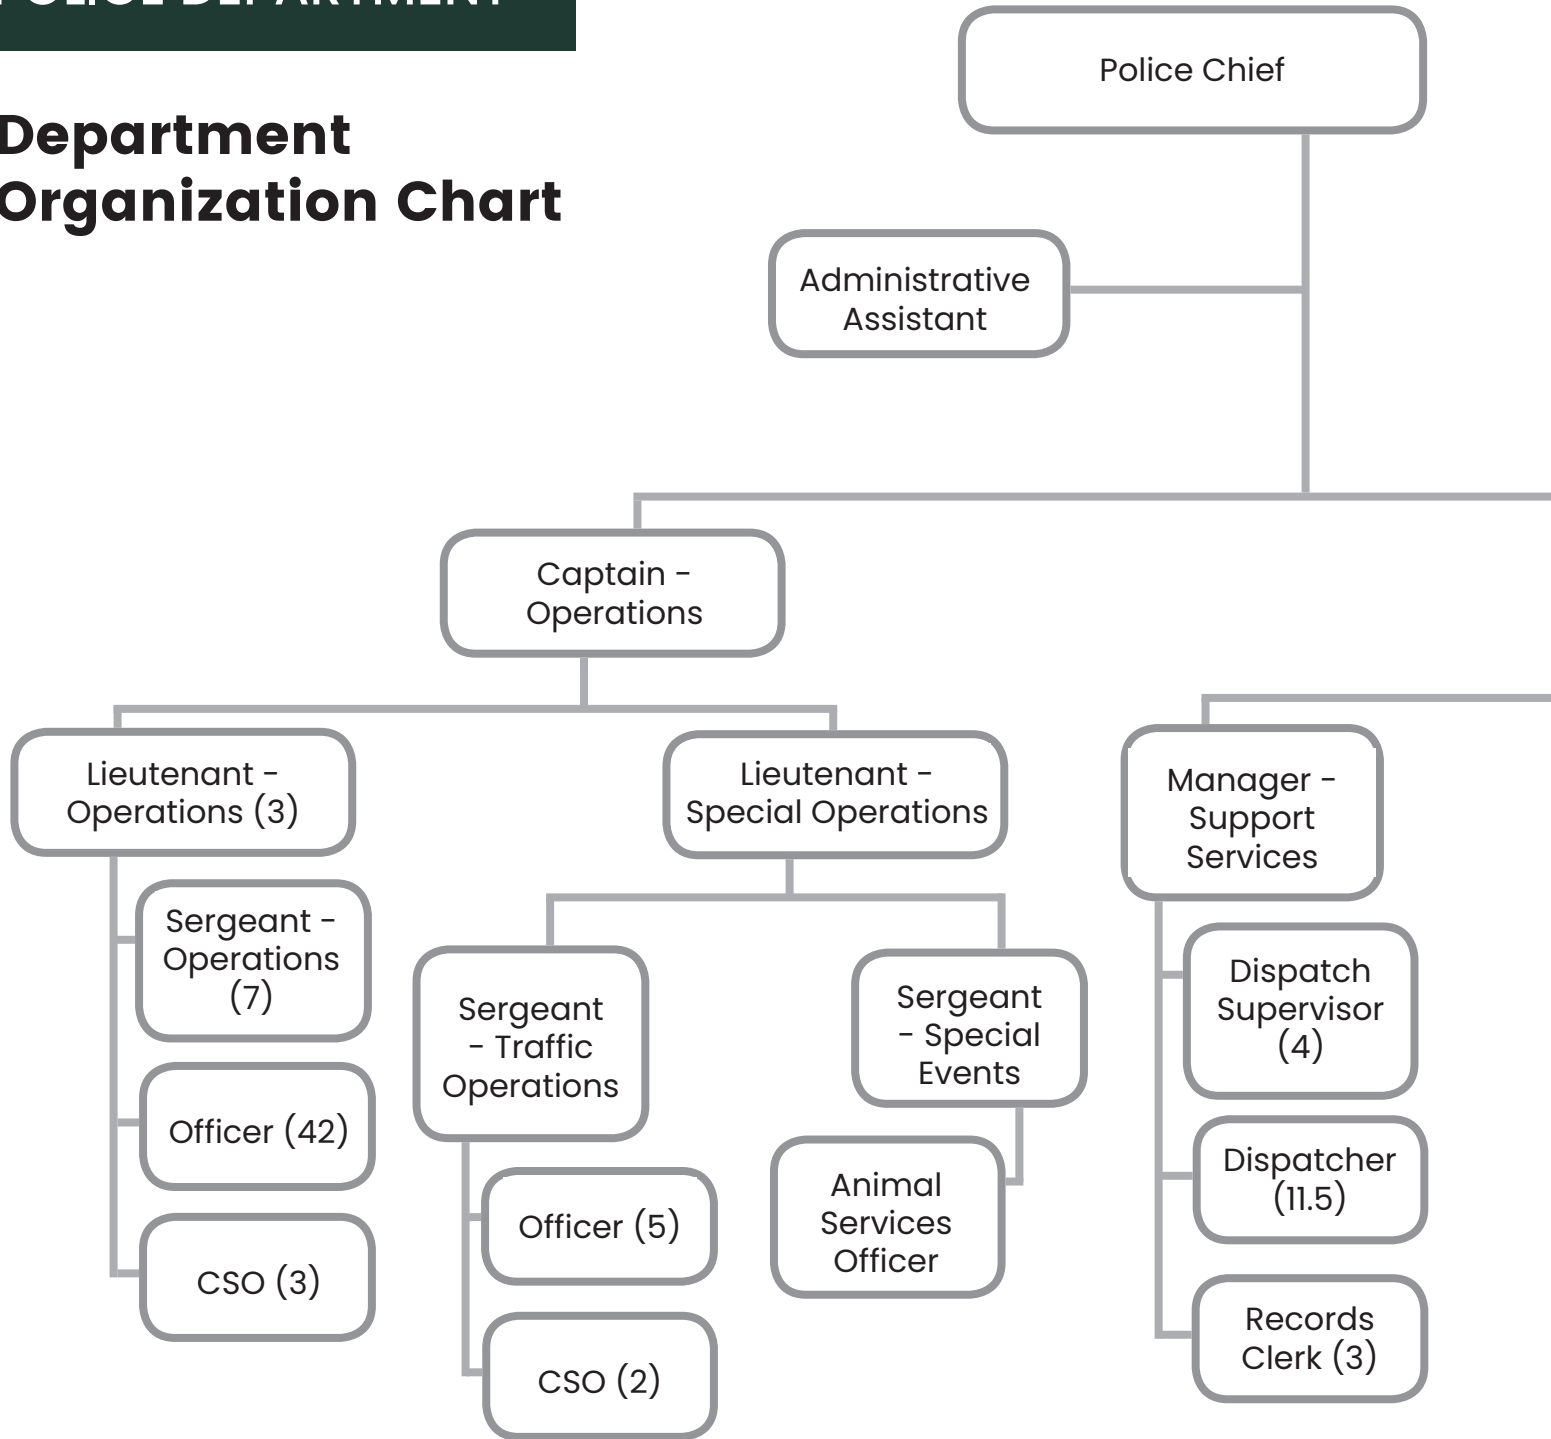 POLICE DEPARTMENT
Department
Organization Chart
Police Chief
Administrative
Assistant
Captain -
Operations
Lieutenant -
Operations (3)
Lieutenant -
Special Operations
Manager -
Support
Services
Sergeant -
Operations
(7)
Officer (42)
CSO (3)
Sergeant
- Traffic
Operations
Officer (5)
CSO (2)
Sergeant
- Special
Events
Animal
Services
Officer
Dispatch
Supervisor
(4)
Dispatcher
(11.5)
Records
Clerk (3)